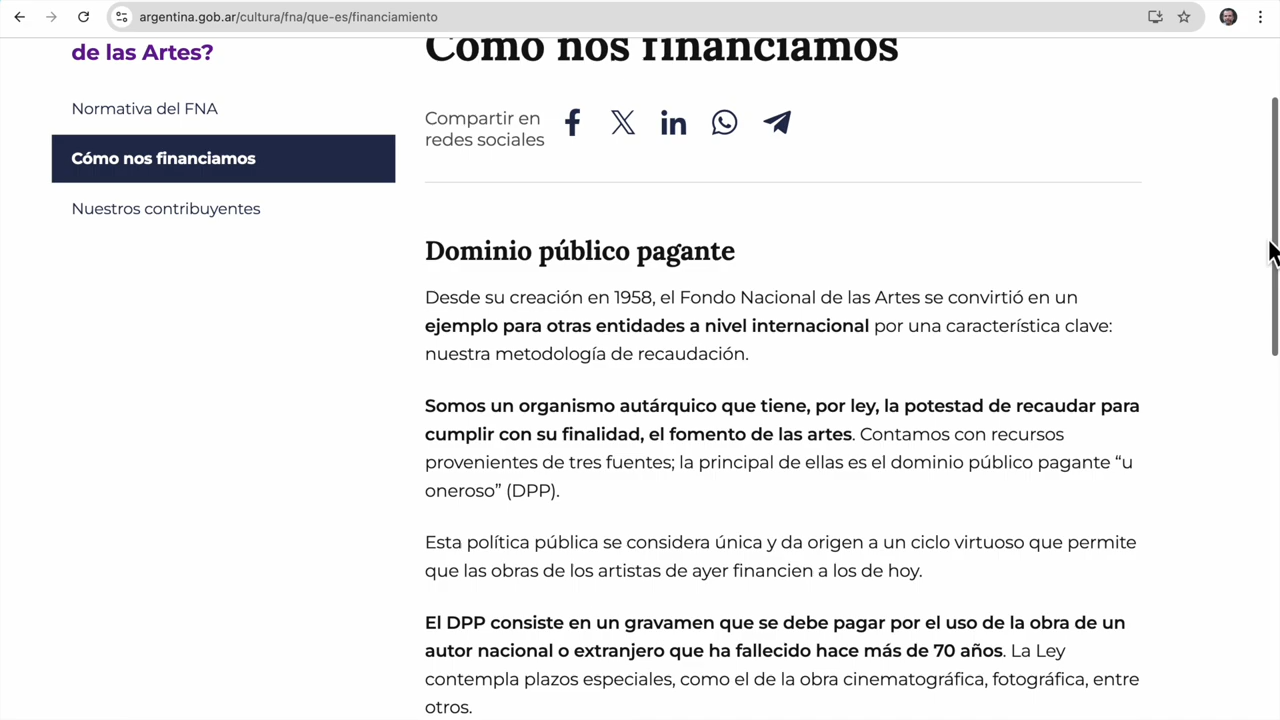 argentina.gob.ar/cultura/fna/que-es/financiamiento
de las Artes?
Normativa del FNA
Cómo nos financiamos
Nuestros contribuyentes
Cómo nos financiamos
Compartir en
redes sociales
Dominio público pagante
Desde su creación en 1958, el Fondo Nacional de las Artes se convirtió en un
ejemplo para otras entidades a nivel internacional por una característica clave:
nuestra metodología de recaudación.
Somos un organismo autárquico que tiene, por ley, la potestad de recaudar para
cumplir con su finalidad, el fomento de las artes. Contamos con recursos
provenientes de tres fuentes; la principal de ellas es el dominio público pagante “u
oneroso” (DPP).
Esta política pública se considera única y da origen a un ciclo virtuoso que permite
que las obras de los artistas de ayer financien a los de hoy.
El DPP consiste en un gravamen que se debe pagar por el uso de la obra de un
autor nacional o extranjero que ha fallecido hace más de 70 años. La Ley
contempla plazos especiales, como el de la obra cinematográfica, fotográfica, entre
otros.